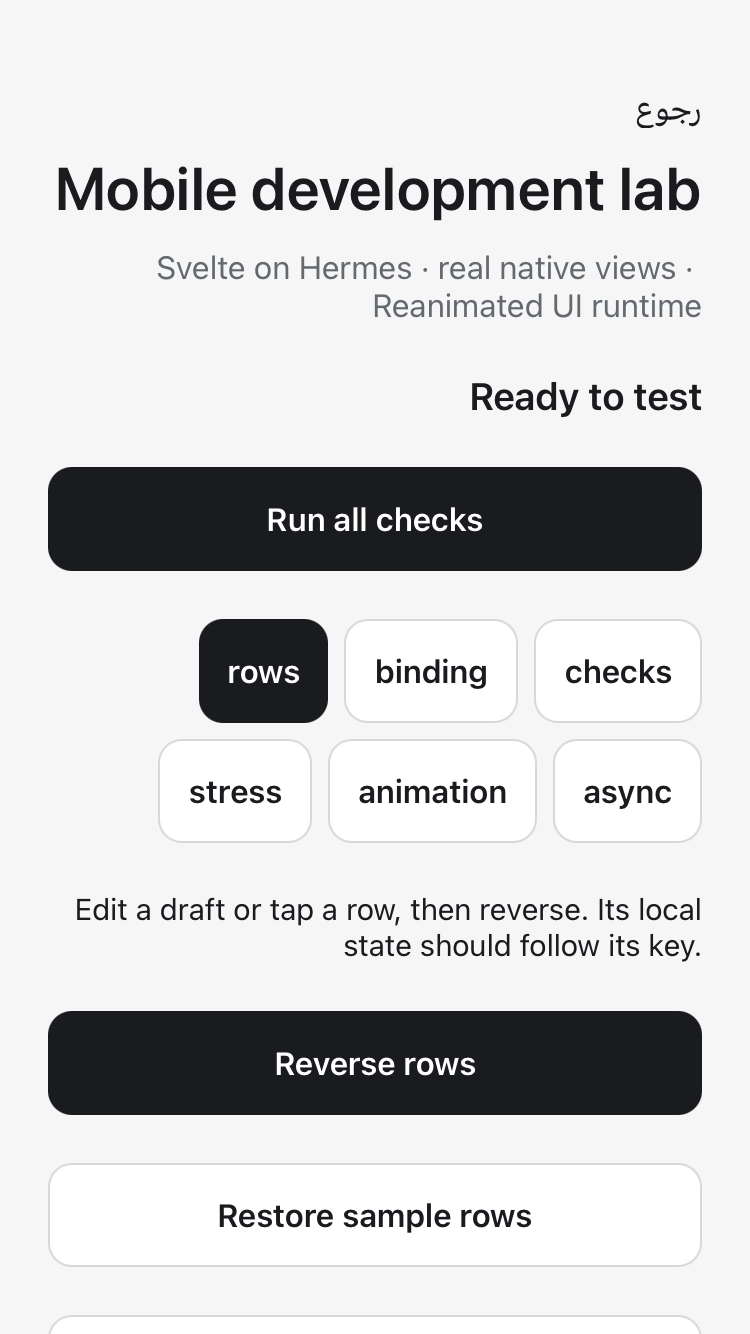 رجوع
Mobile development lab
Svelte on Hermes · real native views ·
Reanimated UI runtime
Ready to test
Run all checks
checks
binding
rows
async
animation
stress
Edit a draft or tap a row, then reverse. Its local
state should follow its key.
Reverse rows
Restore sample rows